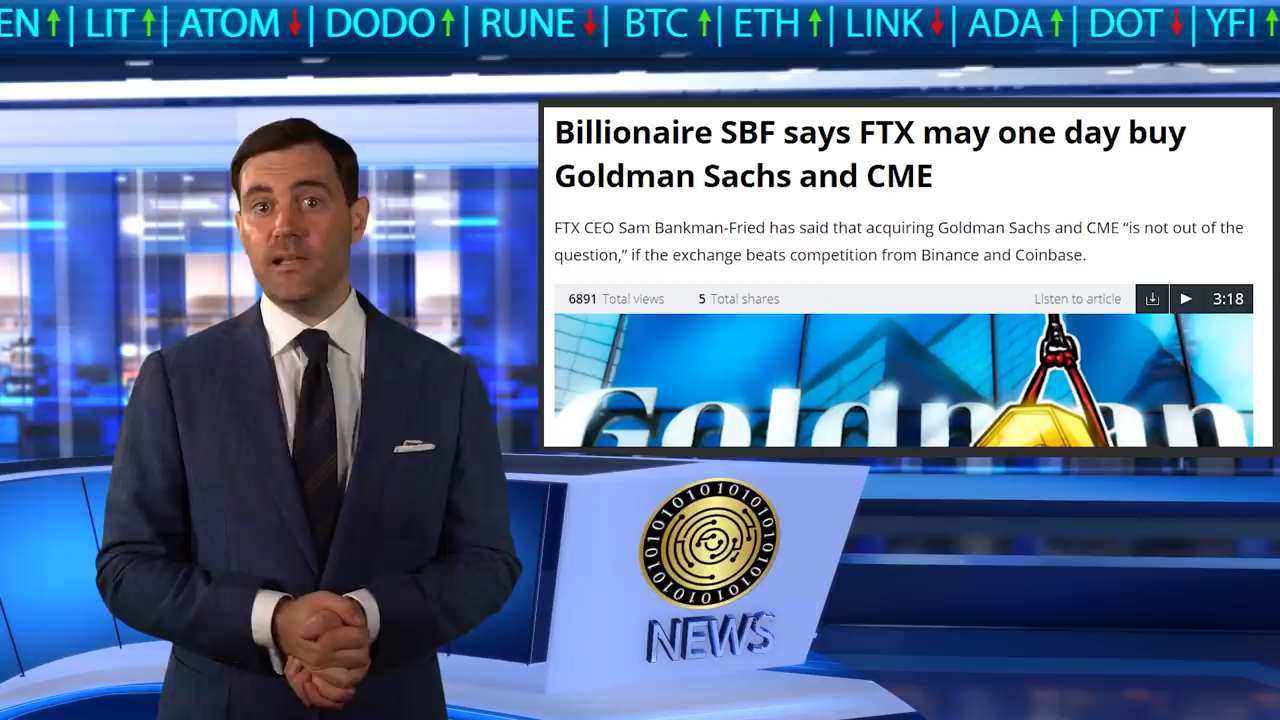 EN↑ | LIT↑ | ATOM↓ | DODO↑ | RUNE↓ | BTC↑ | ETH↑ | LINK↓ | ADA↑ | DOT↓ | YFI↑
Billionaire SBF says FTX may one day buy
Goldman Sachs and CME
FTX CEO Sam Bankman-Fried has said that acquiring Goldman Sachs and CME “is not out of the
question,” if the exchange beats competition from Binance and Coinbase.
6891 Total views 5 Total shares Listen to article 3:18
Goldman
1010101010101010101010101010
NEWS